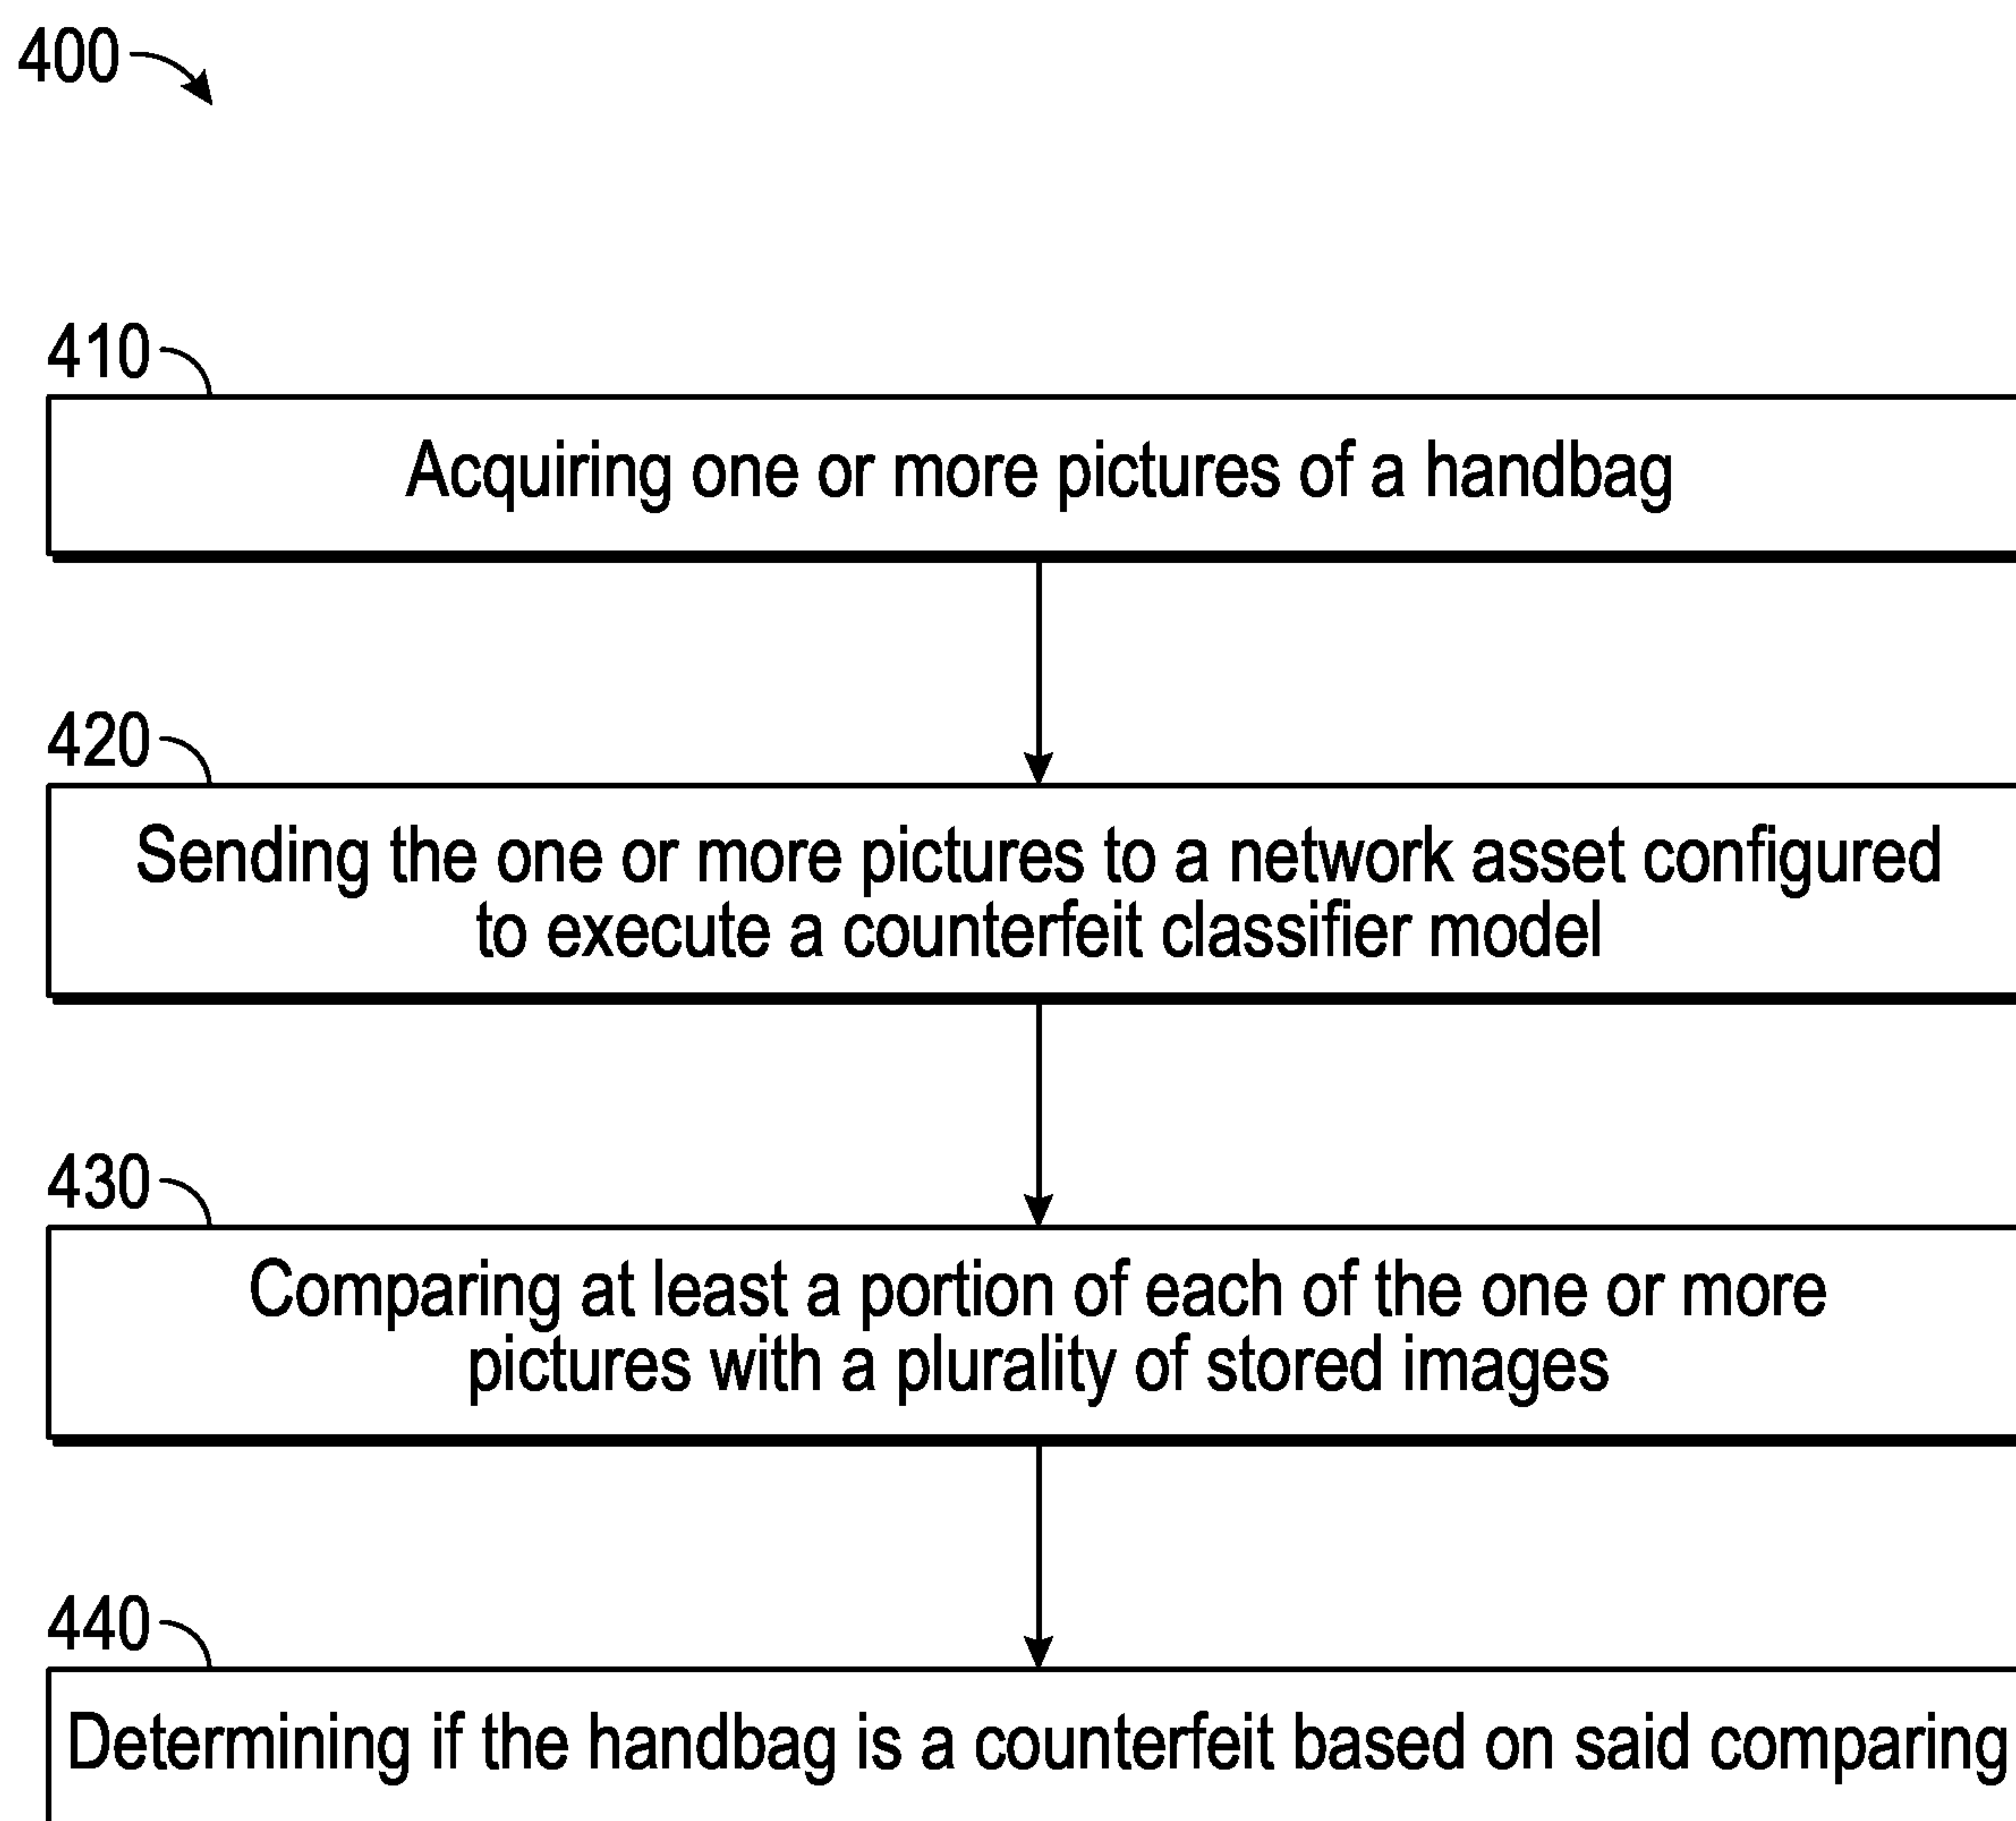 400
410
Acquiring one or more pictures of a handbag
420
Sending the one or more pictures to a network asset configured
to execute a counterfeit classifier model
430
Comparing at least a portion of each of the one or more
pictures with a plurality of stored images
440
Determining if the handbag is a counterfeit based on said comparing